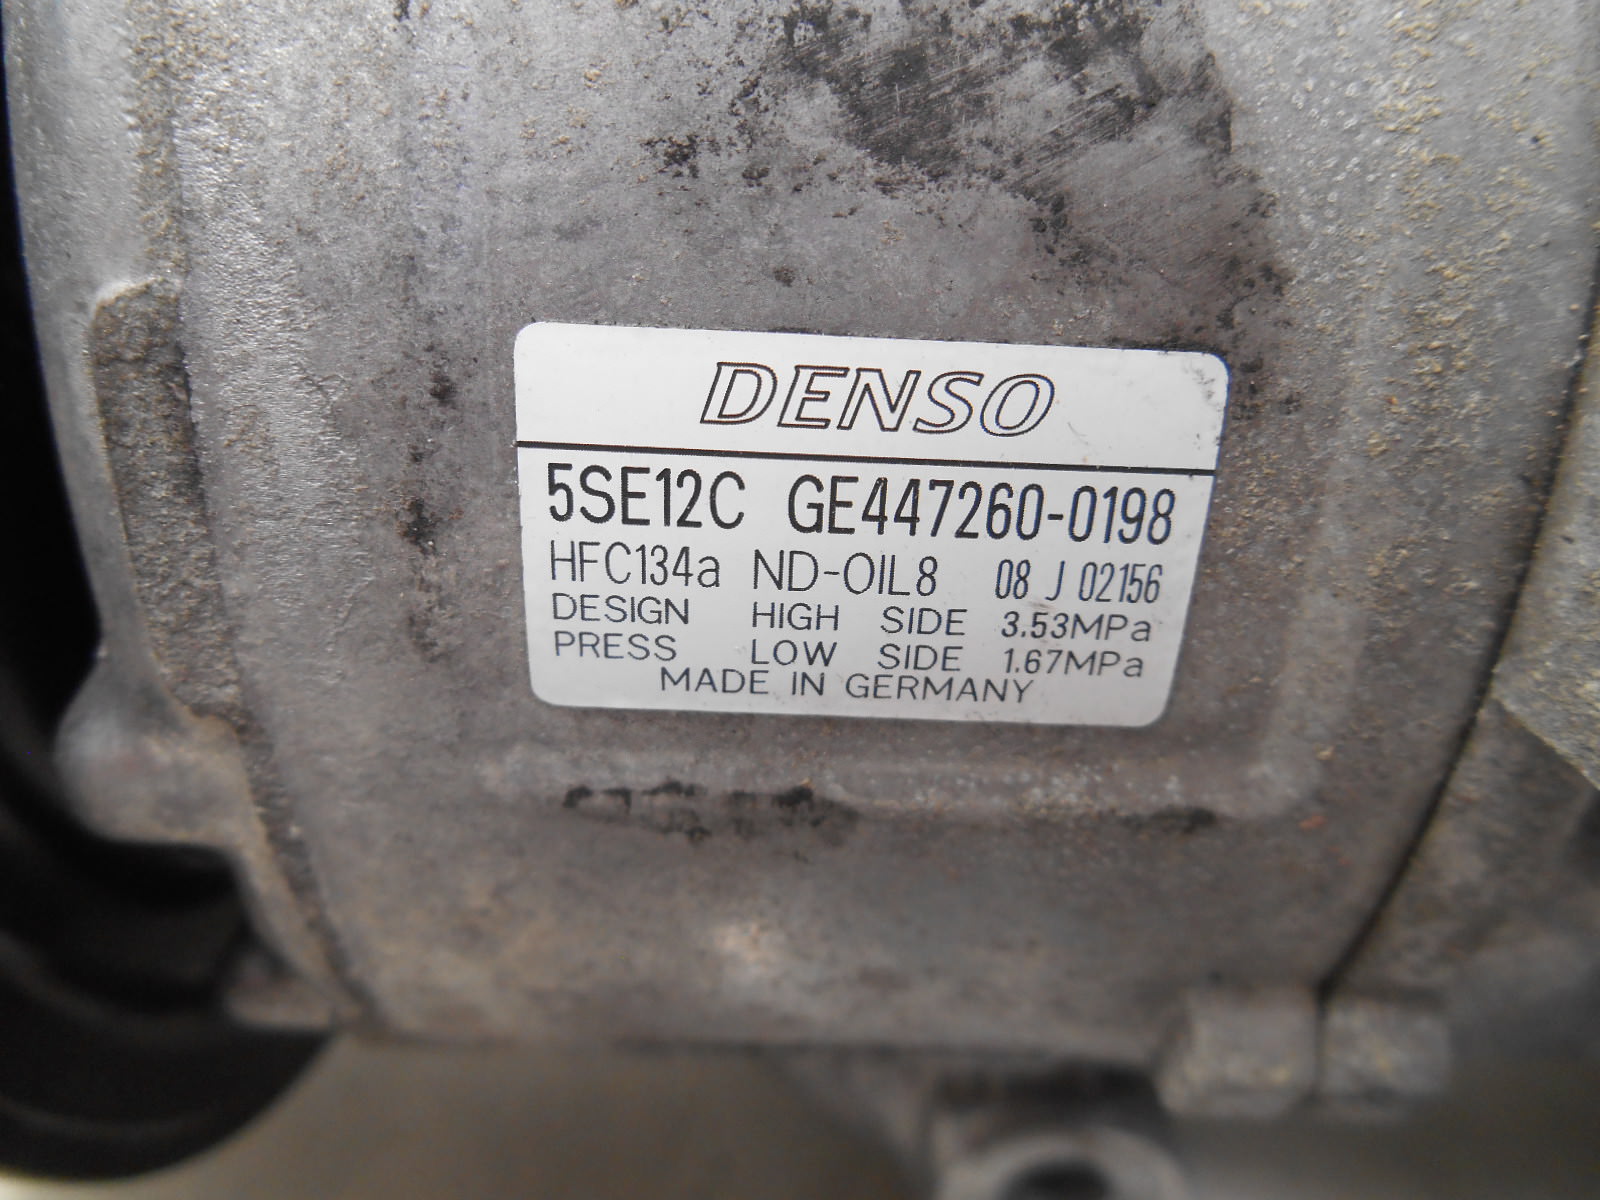 DENSO
5SE12C GE447260-0198
HFC134a ND-OIL8 08 J 02156
DESIGN HIGH SIDE 3.53MPa
PRESS LOW SIDE 1.67MPa
MADE IN GERMANY